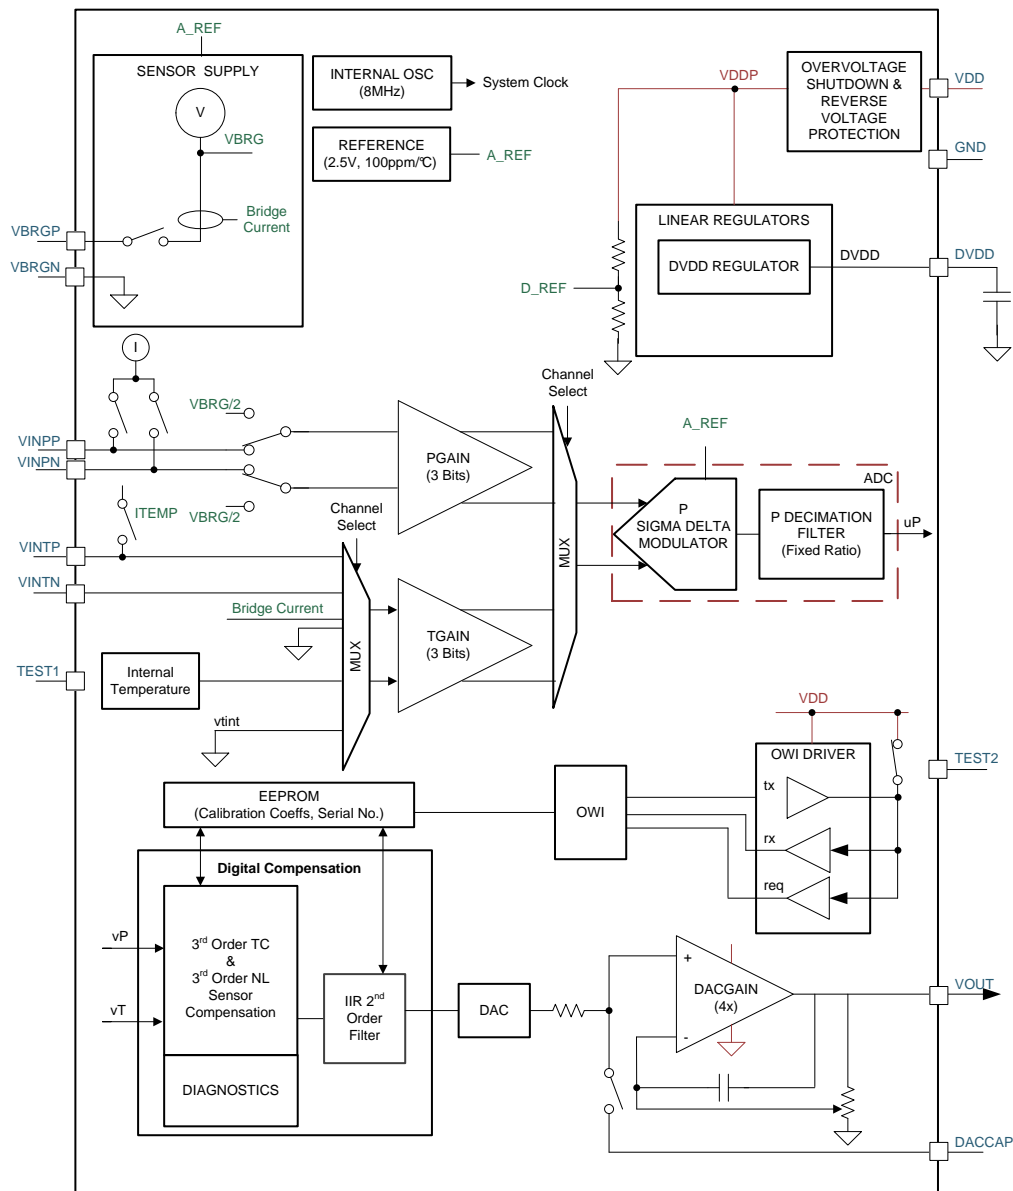 A_REF
SENSOR SUPPLY
V
VBRG
Bridge
Current
VBRGP
VBRGN
INTERNAL OSC
(8MHz)
System Clock
REFERENCE
(2.5V, 100ppm/°C)
A_REF
VDDP
OVERVOLTAGE
SHUTDOWN &
REVERSE
VOLTAGE
PROTECTION
VDD
GND
LINEAR REGULATORS
DVDD REGULATOR
DVDD
DVDD
D_REF
I
VBRG/2
VINPP
VINPN
ITEMP
VBRG/2
PGAIN
(3 Bits)
Channel
Select
MUX
A_REF
ADC
P
SIGMA DELTA
MODULATOR
P DECIMATION
FILTER
(Fixed Ratio)
uP
Channel
Select
VINTP
VINTN
Bridge Current
MUX
TGAIN
(3 Bits)
TEST1
Internal
Temperature
vtint
VDD
OWI DRIVER
TEST2
tx
rx
req
OWI
EEPROM
(Calibration Coeffs, Serial No.)
Digital Compensation
vP
vT
3rd Order TC
&
3rd Order NL
Sensor
Compensation
DIAGNOSTICS
IIR 2nd
Order
Filter
DAC
+
-
DACGAIN
(4x)
VOUT
DACCAP